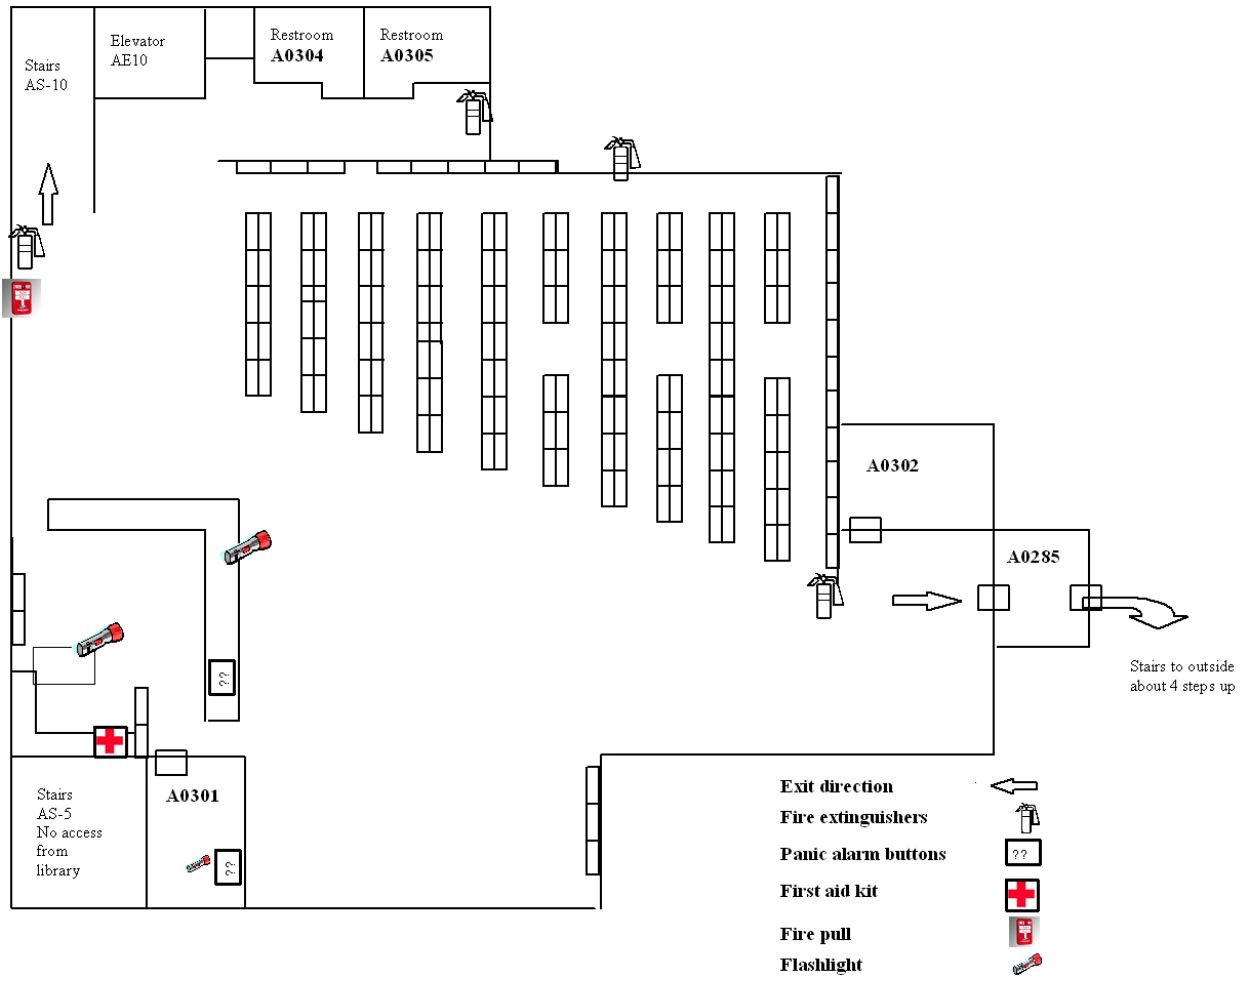 Stairs
AS-10
Elevator
AE10
Restroom
A0304
Restroom
A0305
A0302
A0285
Stairs to outside
about 4 steps up
??
Stairs
AS-5
No access
from
library
A0301
??
Exit direction
Fire extinguishers
Panic alarm buttons
??
First aid kit
Fire pull
Flashlight